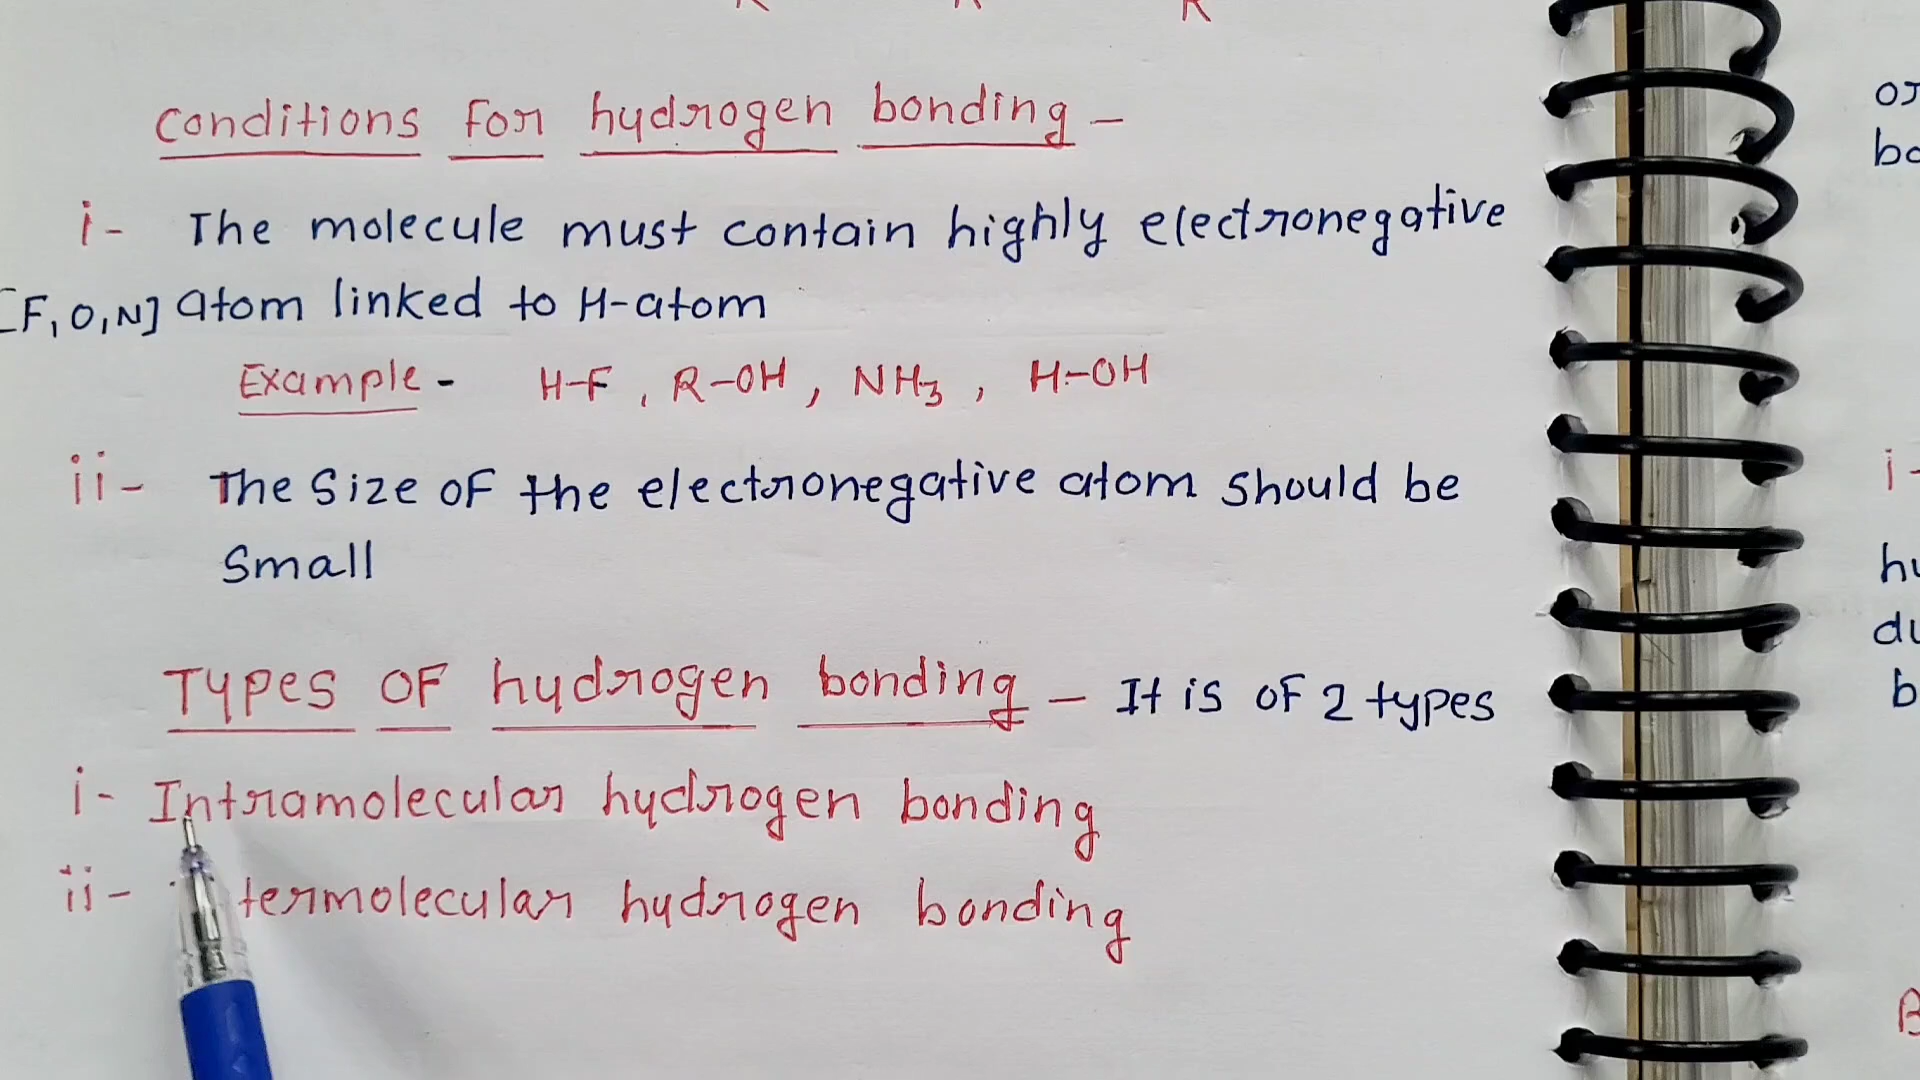 Conditions for hydrogen bonding -
i- The molecule must contain highly electronegative
[F, O, N] atom linked to H-atom
Example - H-F, R-OH, NH3, H-OH
ii- The Size of the electronegative atom should be
Small
Types of hydrogen bonding - It is of 2 types
i- Intramolecular hydrogen bonding
ii- termolecular hydrogen bonding
i-
b